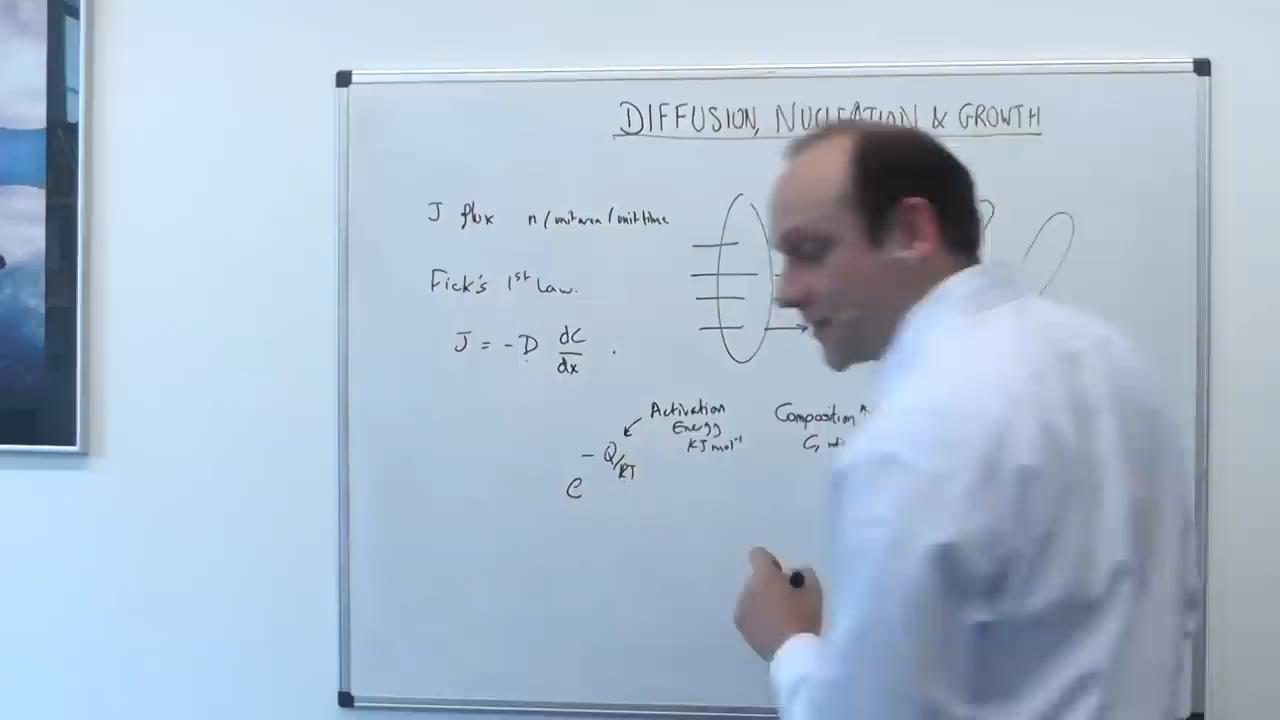 DIFFUSION, NUCLEATION & GROWTH
J flux n/unit area/unit time
Fick's 1st Law.
J = -D dC/dx .
Activation
Energy
KJ mol⁻¹
Composition
C,
e^-Q/RT